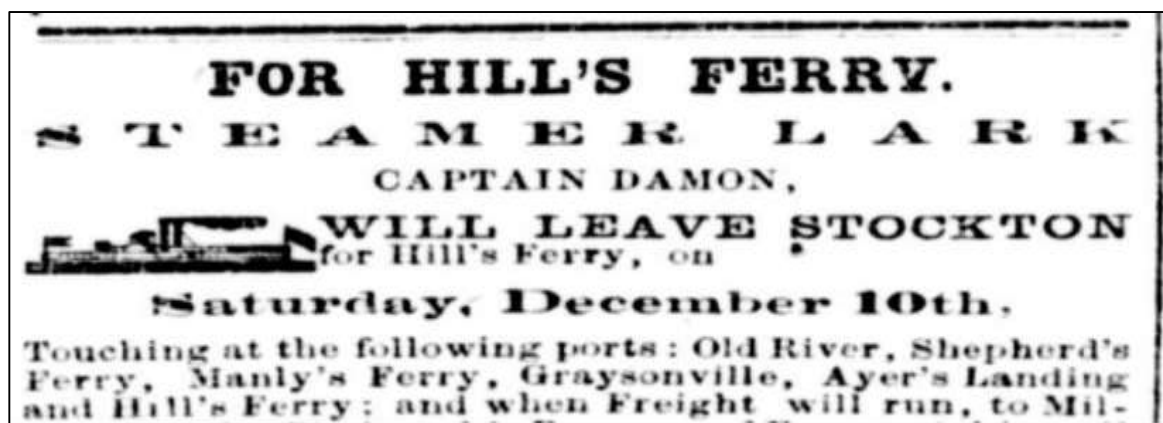 FOR HILL'S FERRY.
STEAMER LARK
CAPTAIN DAMON,
WILL LEAVE STOCKTON
for Hill's Ferry, on
Saturday, December 10th,
Touching at the following ports: Old River, Shepherd's
Ferry, Manly's Ferry, Graysonville, Ayer's Landing
and Hill's Ferry; and when Freight will run, to Mil-